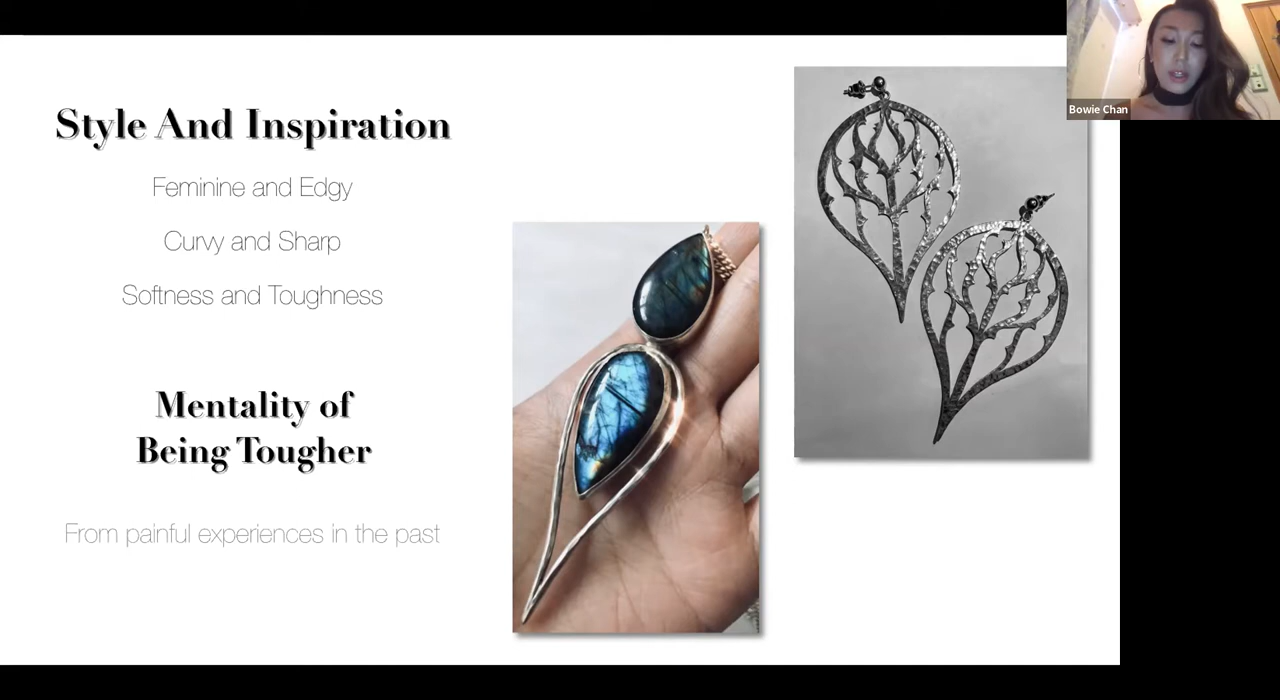 Style And Inspiration
Feminine and Edgy
Curvy and Sharp
Softness and Toughness
Mentality of
Being Tougher
From painful experiences in the past
Bowie Chan